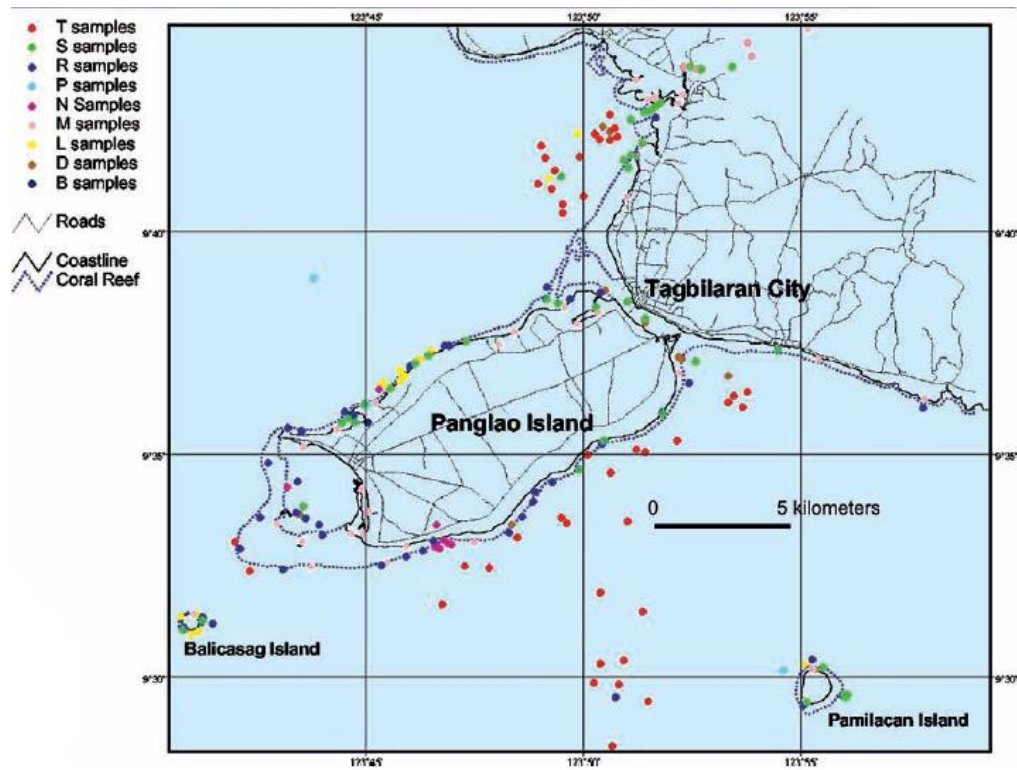 T samples
S samples
R samples
P samples
N Samples
M samples
L samples
D samples
B samples
Roads
Coastline
Coral Reef
123°45 123°50 123°55
9°40 9°40
Tagbilaran City
Panglao Island
9°35 9°35
0 5 kilometers
Balicasag Island
9°30 9°30
Pamilacan Island
123°45 123°50 123°55